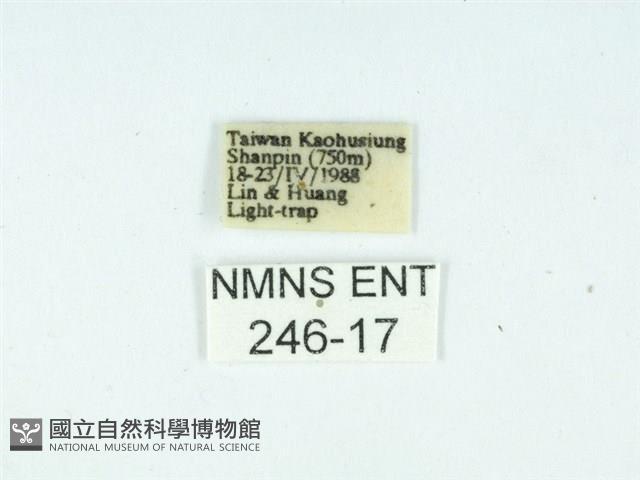 Taiwan Kaohusiung
Shanpin (750m)
18-23/IV/1988
Lin & Huang
Light-trap
NMNS ENT
246-17
國立自然科學博物館
NATIONAL MUSEUM OF NATURAL SCIENCE